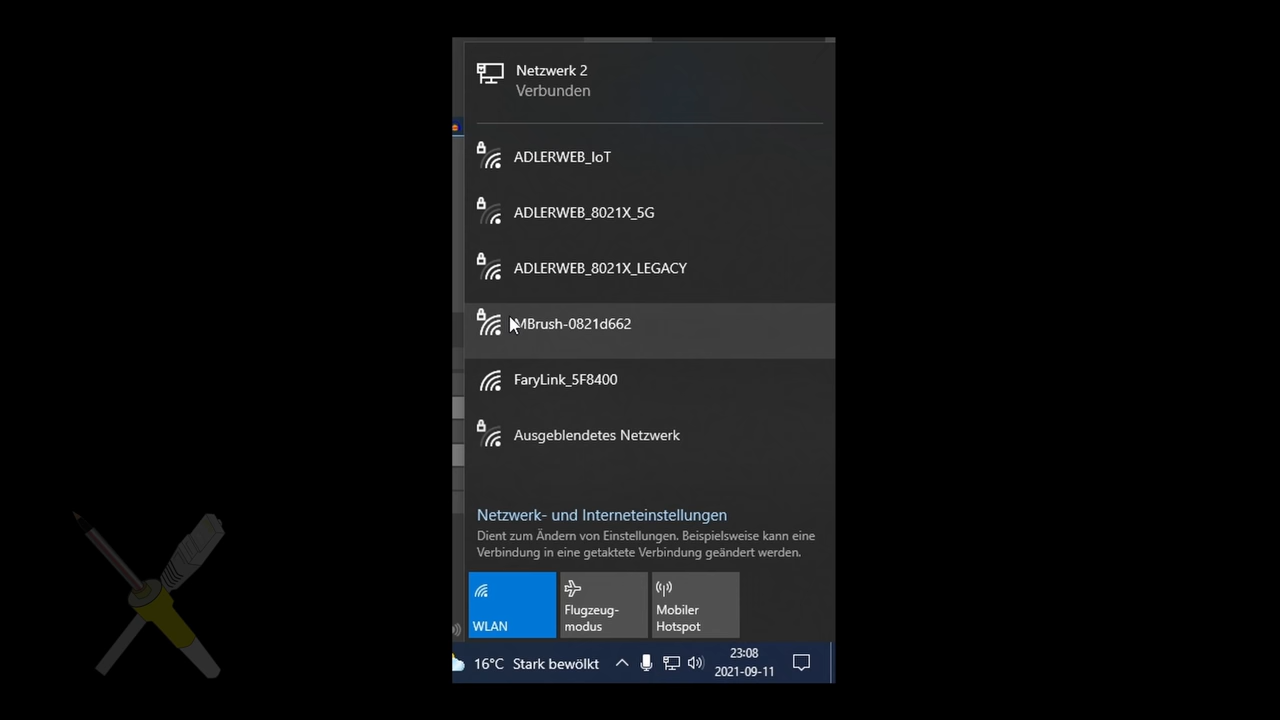 Netzwerk 2
Verbunden
ADLERWEB_IoT
ADLERWEB_8021X_5G
ADLERWEB_8021X_LEGACY
MBrush-0821d662
FaryLink_5F8400
Ausgeblendetes Netzwerk
Netzwerk- und Interneteinstellungen
Dient zum Ändern von Einstellungen. Beispielsweise kann eine
Verbindung in eine getaktete Verbindung geändert werden.
WLAN
Flugzeug-
modus
Mobiler
Hotspot
16°C Stark bewölkt
23:08
2021-09-11